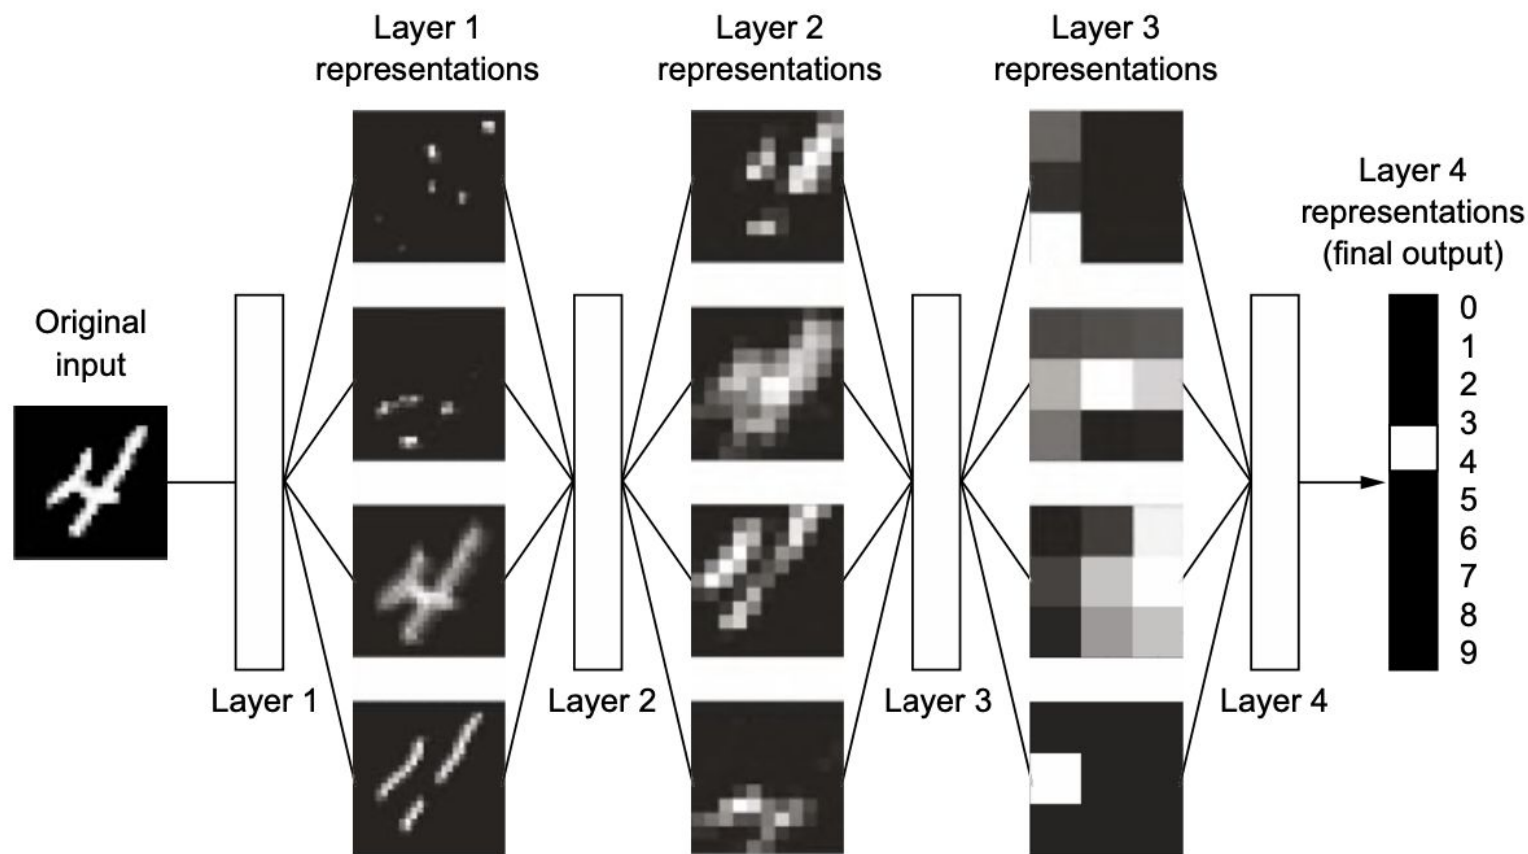 Layer 1
representations
Layer 2
representations
Layer 3
representations
Layer 4
representations
(final output)
Original
input
0
1
2
3
4
5
6
7
8
9
Layer 1
Layer 2
Layer 3
Layer 4